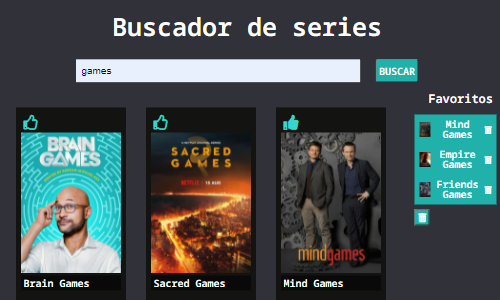 Buscador de series
games
BUSCAR
Favoritos
Mind
Games
Empire
Games
Friends
Games
BRAIN
GAMES
SACRED
GAMES
NETFLIX
mindgames
Brain Games
Sacred Games
Mind Games